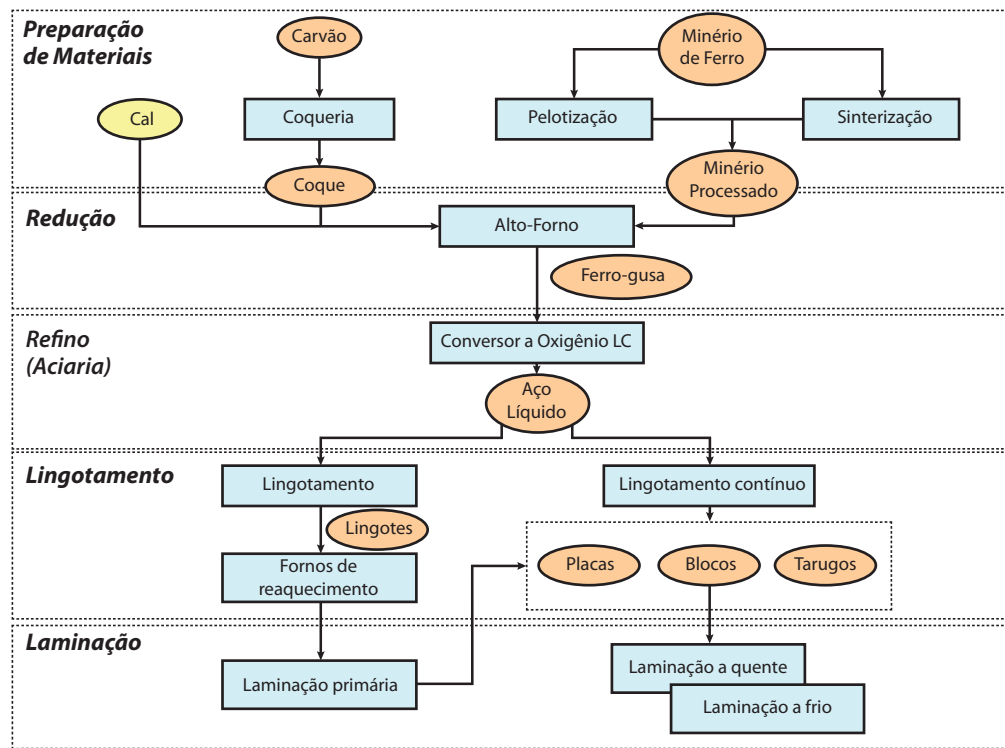 Preparação
de Materiais
Carvão
Minério
de Ferro
Cal
Coqueria
Pelotização
Sinterização
Coque
Minério
Processado
Redução
Alto-Forno
Ferro-gusa
Refino
(Aciaria)
Conversor a Oxigênio LC
Aço
Líquido
Lingotamento
Lingotamento
Lingotamento contínuo
Lingotes
Fornos de
reaquecimento
Placas
Blocos
Tarugos
Laminação
Laminação primária
Laminação a quente
Laminação a frio